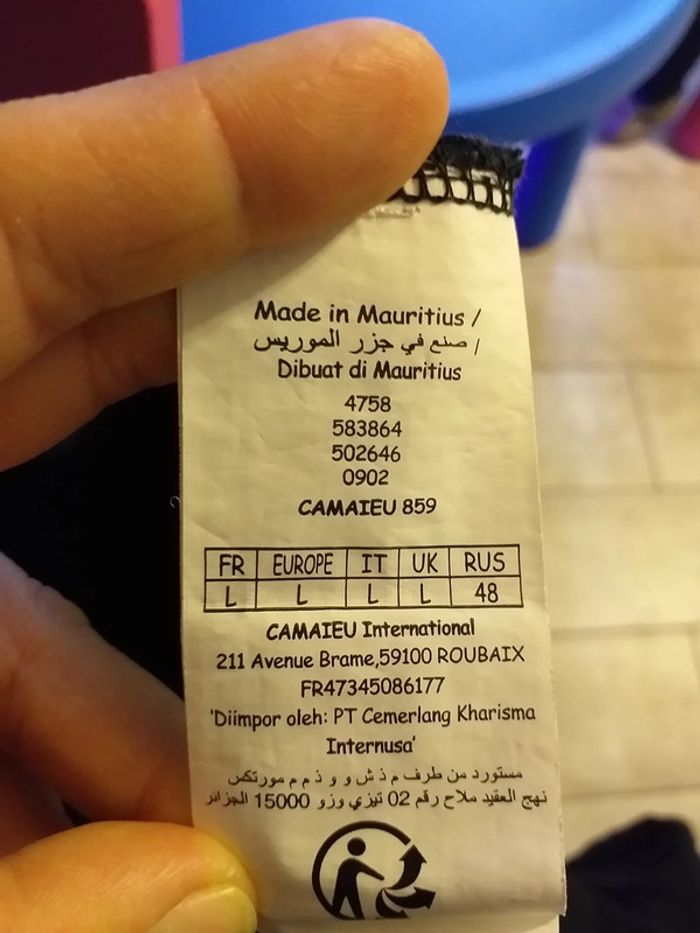 Made in Mauritius /
صنع في جزر الموريس /
Dibuat di Mauritius
4758
583864
502646
0902
CAMAIEU 859
FR EUROPE IT UK RUS
L L L L 48
CAMAIEU International
211 Avenue Brame,59100 ROUBAIX
FR47345086177
'Diimpor oleh: PT Cemerlang Kharisma
Internusa'
مستورد من طرف م ذ ش و و ذ م م مورتكس
نهج العقيد ملاح رقم 02 تيزي وزو 15000 الجزائر